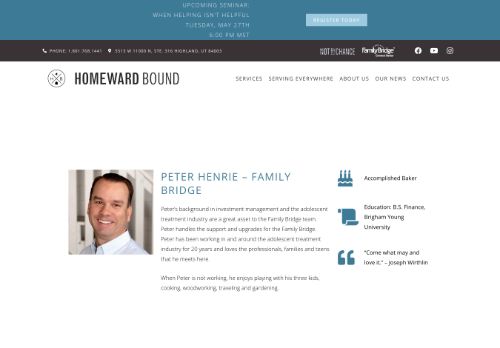 UPCOMING SEMINAR:
WHEN HELPING ISN'T HELPFUL
TUESDAY, MAY 27TH
6:00 PM MST
REGISTER TODAY
PHONE: 1.801.768.1441
5513 W 11000 N, STE. 316 HIGHLAND, UT 84003
NOT BY CHANCE
Family Bridge
HOMEWARD BOUND
SERVICES SERVING EVERYWHERE ABOUT US OUR NEWS CONTACT US
PETER HENRIE – FAMILY
BRIDGE
Peter's background in investment management and the adolescent
treatment industry are a great asset to the Family Bridge team.
Peter handles the support and upgrades for the Family Bridge.
Peter has been working in and around the adolescent treatment
industry for 20 years and loves the professionals, families and teens
that he meets here.
When Peter is not working, he enjoys playing with his three kids,
cooking, woodworking, traveling and gardening.
Accomplished Baker
Education: B.S. Finance,
Brigham Young
University
"Come what may and
love it." – Joseph Wirthlin